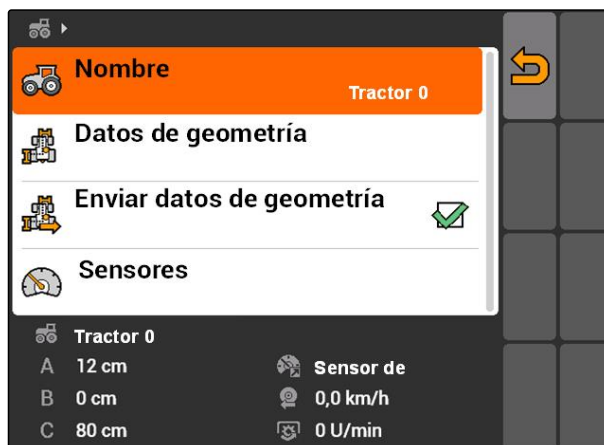 Nombre
Tractor 0
Datos de geometría
Enviar datos de geometría
Sensores
Tractor 0
A 12 cm Sensor de
B 0 cm 0,0 km/h
C 80 cm 0 U/min